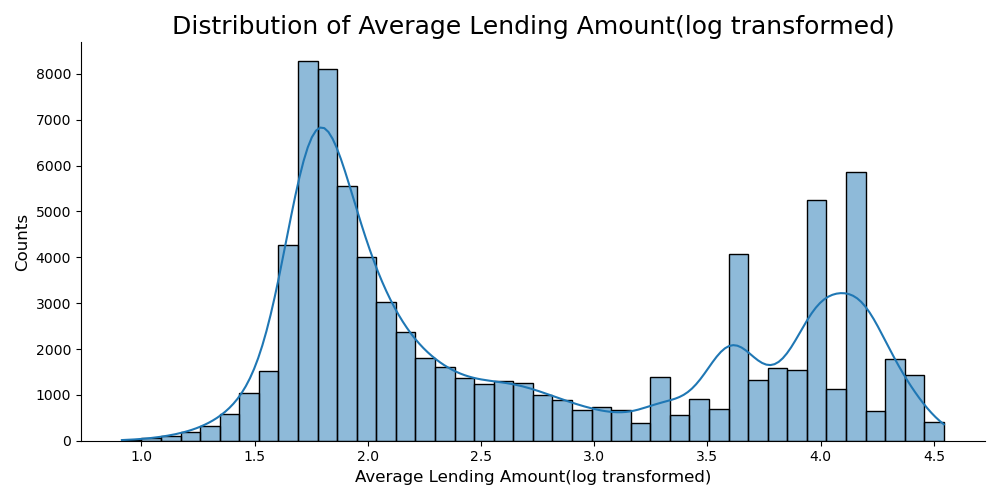 Distribution of Average Lending Amount(log transformed)
8000
7000
6000
5000
4000
3000
2000
1000
0
Counts
1.0 1.5 2.0 2.5 3.0 3.5 4.0 4.5
Average Lending Amount(log transformed)